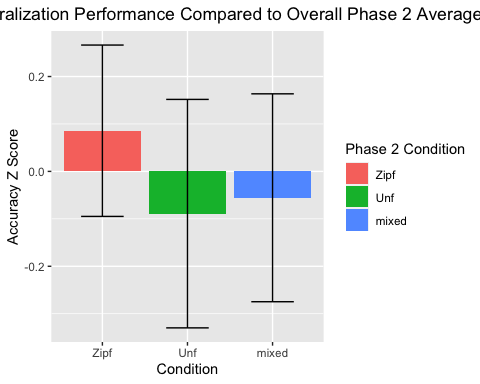 ralization Performance Compared to Overall Phase 2 Average
0.2
0.0
-0.2
Accuracy Z Score
Zipf
Unf
mixed
Condition
Phase 2 Condition
Zipf
Unf
mixed